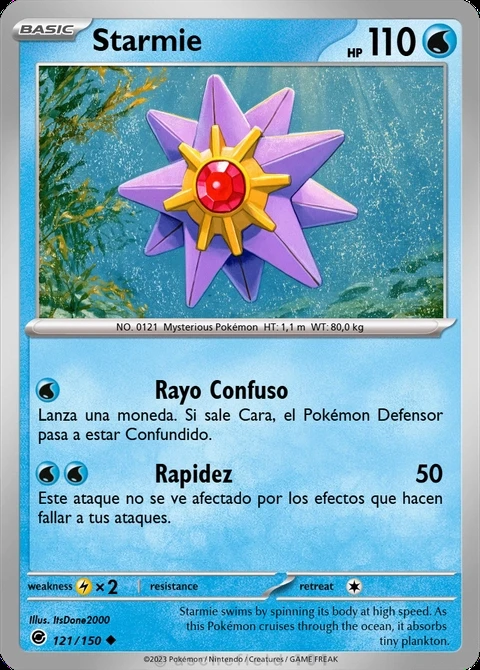 BASIC
Starmie
HP 110
NO. 0121 Mysterious Pokémon HT: 1,1 m WT: 80,0 kg
Rayo Confuso
Lanza una moneda. Si sale Cara, el Pokémon Defensor
pasa a estar Confundido.
Rapidez 50
Este ataque no se ve afectado por los efectos que hacen
fallar a tus ataques.
weakness ×2 resistance retreat
Illus. ItsDone2000
121/150
Starmie swims by spinning its body at high speed. As
this Pokémon cruises through the ocean, it absorbs
tiny plankton.
©2023 Pokémon / Nintendo / Creatures / GAME FREAK